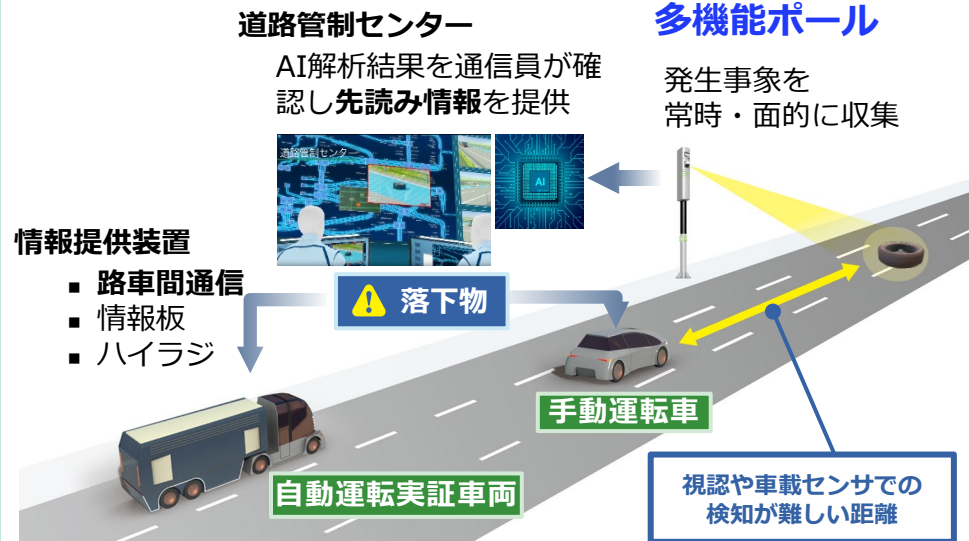 道路管制センター
AI解析結果を通信員が確
認し先読み情報を提供
多機能ポール
発生事象を
常時・面的に収集
道路管制センター
AI
情報提供装置
▪ 路車間通信
▪ 情報板
▪ ハイラジ
落下物
手動運転車
自動運転実証車両
視認や車載センサでの
検知が難しい距離